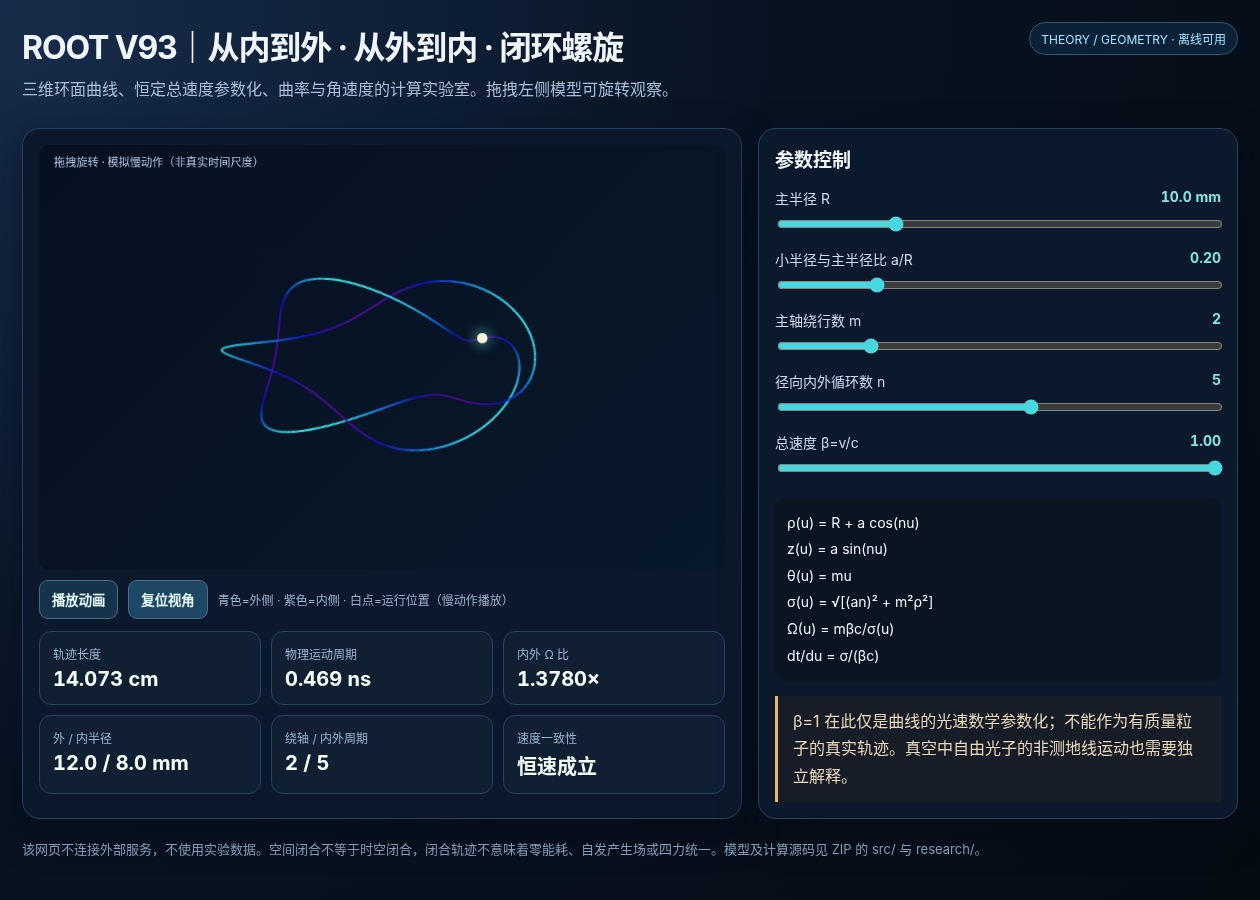 ROOT V93｜从内到外 · 从外到内 · 闭环螺旋
THEORY / GEOMETRY · 离线可用
三维环面曲线、恒定总速度参数化、曲率与角速度的计算实验室。拖拽左侧模型可旋转观察。
拖拽旋转 · 模拟慢动作（非真实时间尺度）
播放动画
复位视角
青色=外侧 · 紫色=内侧 · 白点=运行位置（慢动作播放）
轨迹长度
14.073 cm
物理运动周期
0.469 ns
内外 Ω 比
1.3780×
外 / 内半径
12.0 / 8.0 mm
绕轴 / 内外周期
2 / 5
速度一致性
恒速成立
参数控制
主半径 R
10.0 mm
小半径与主半径比 a/R
0.20
主轴绕行数 m
2
径向内外循环数 n
5
总速度 β=v/c
1.00
ρ(u) = R + a cos(nu)
z(u) = a sin(nu)
θ(u) = mu
σ(u) = √[(an)² + m²ρ²]
Ω(u) = mβc/σ(u)
dt/du = σ/(βc)
β=1 在此仅是曲线的光速数学参数化；不能作为有质量粒
子的真实轨迹。真空中自由光子的非测地线运动也需要独
立解释。
该网页不连接外部服务，不使用实验数据。空间闭合不等于时空闭合，闭合轨迹不意味着零能耗、自发产生场或四力统一。模型及计算源码见 ZIP 的 src/ 与 research/。